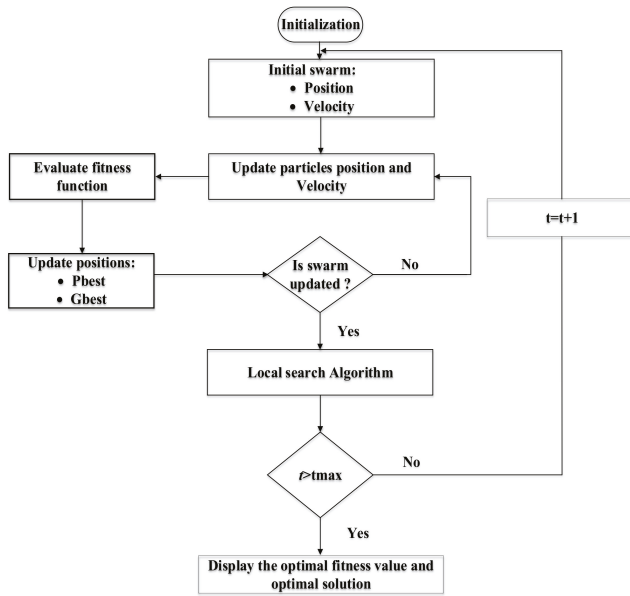 Initialization
Initial swarm:
• Position
• Velocity
Update particles position and
Velocity
Evaluate fitness
function
t=t+1
Update positions:
• Pbest
• Gbest
Is swarm
updated ?
No
Yes
Local search Algorithm
t>tmax
No
Yes
Display the optimal fitness value and
optimal solution